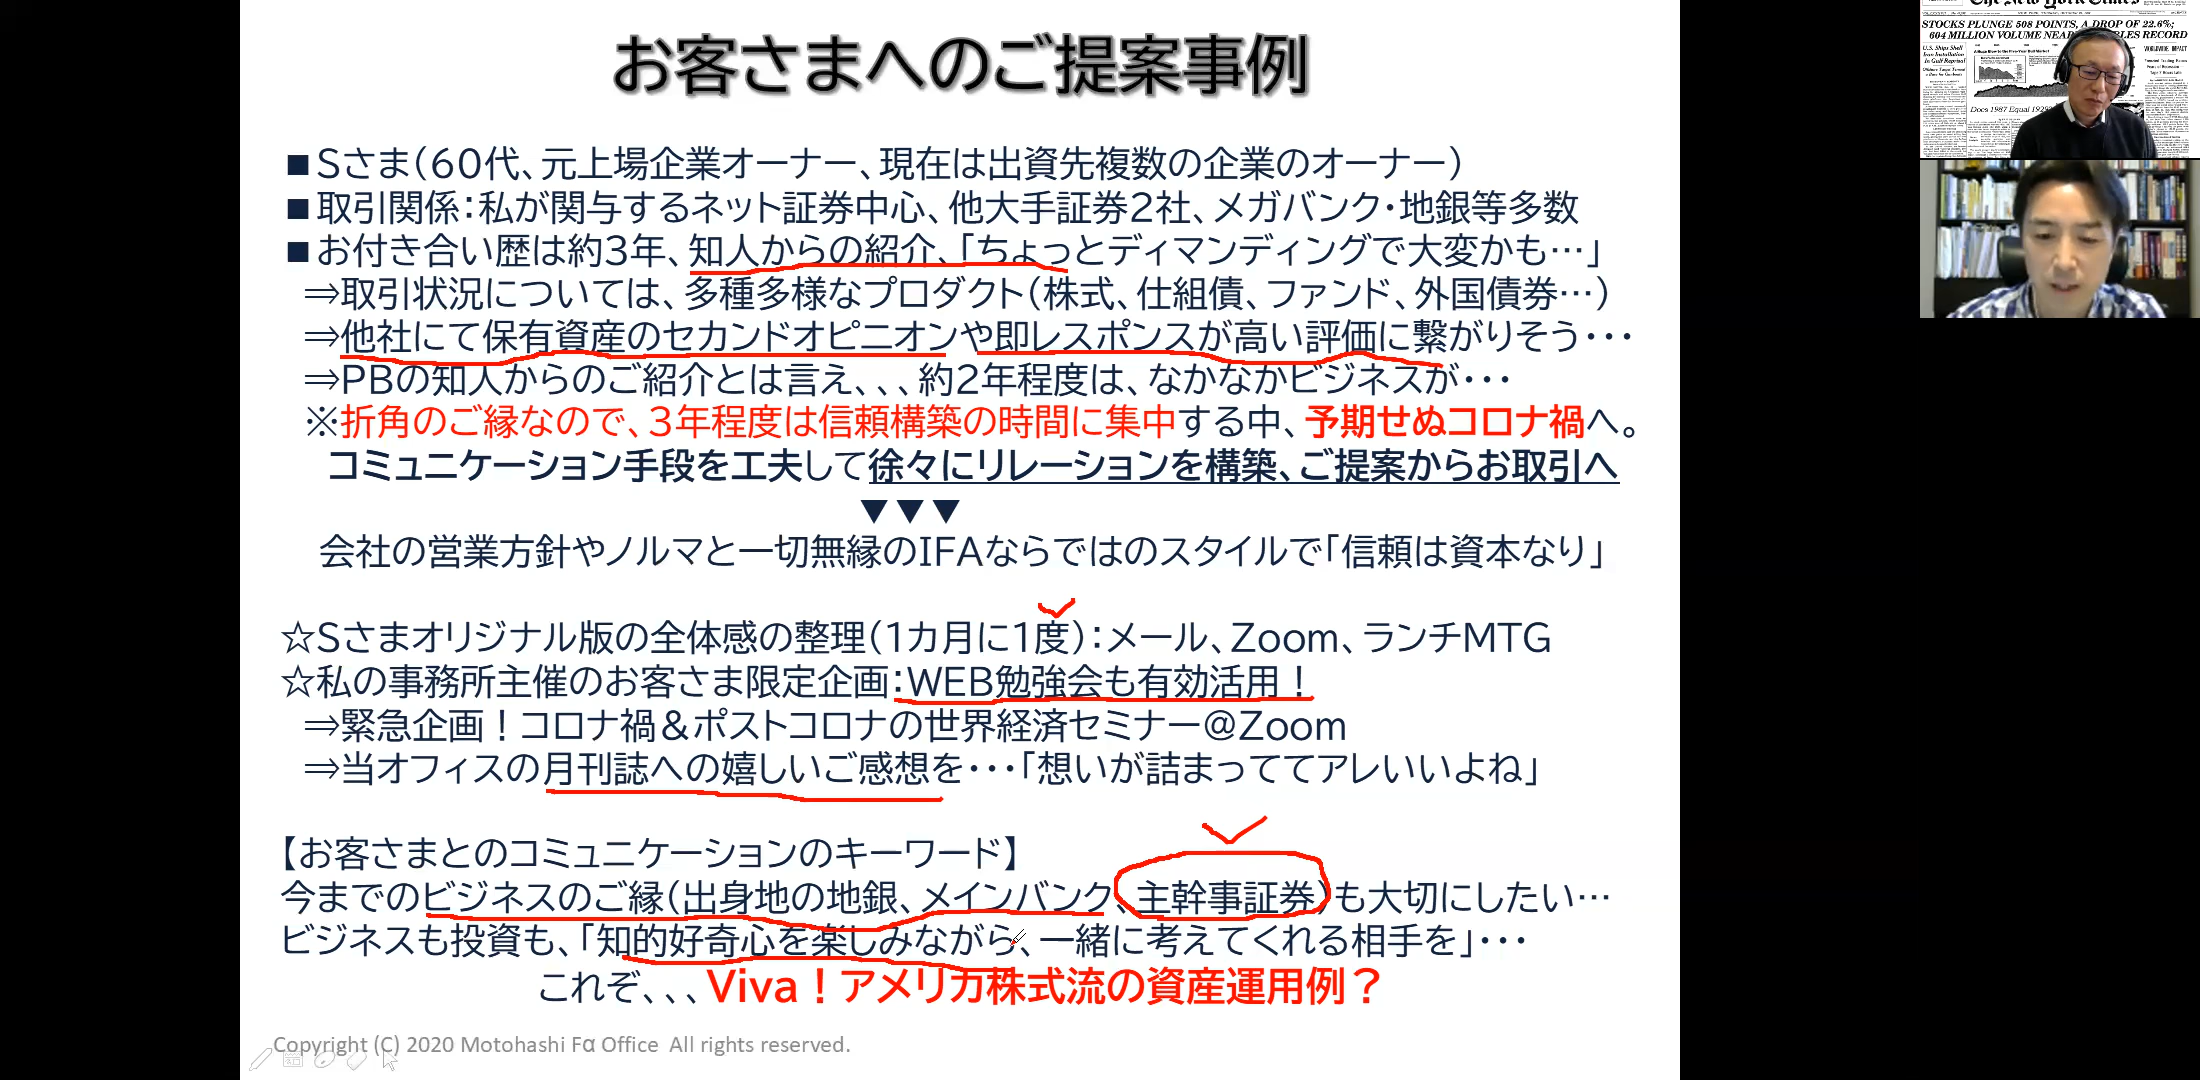 お客さまへのご提案事例
■Sさま（60代、元上場企業オーナー、現在は出資先複数の企業のオーナー）
■取引関係：私が関与するネット証券中心、他大手証券2社、メガバンク・地銀等多数
■お付き合い歴は約3年、知人からの紹介、「ちょっとディマンディングで大変かも…」
⇒取引状況については、多種多様なプロダクト（株式、仕組債、ファンド、外国債券…）
⇒他社にて保有資産のセカンドオピニオンや即レスポンスが高い評価に繋がりそう・・・
⇒PBの知人からのご紹介とは言え、、、約2年程度は、なかなかビジネスが・・・
※折角のご縁なので、3年程度は信頼構築の時間に集中する中、予期せぬコロナ禍へ。
コミュニケーション手段を工夫して徐々にリレーションを構築、ご提案からお取引へ
▼▼▼
会社の営業方針やノルマと一切無縁のIFAならではのスタイルで「信頼は資本なり」
☆Sさまオリジナル版の全体感の整理（1カ月に1度）：メール、Zoom、ランチMTG
☆私の事務所主催のお客さま限定企画：WEB勉強会も有効活用！
⇒緊急企画！コロナ禍＆ポストコロナの世界経済セミナー＠Zoom
⇒当オフィスの月刊誌への嬉しいご感想を・・・「想いが詰まっててアレいいよね」
【お客さまとのコミュニケーションのキーワード】
今までのビジネスのご縁（出身地の地銀、メインバンク、主幹事証券）も大切にしたい…
ビジネスも投資も、「知的好奇心を楽しみながら、一緒に考えてくれる相手を」・・・
これぞ、、、Viva！アメリカ株式流の資産運用例？
Copyright (C) 2020 Motohashi Fα Office All rights reserved.
The New York Times
STOCKS PLUNGE 508 POINTS, A DROP OF 22.6%;
604 MILLION VOLUME NEAR
LES RECORD
U.S. Ships Shell
Iran Installation
In Gulf Reprisal
WORLDWIDE IMPACT
Does 1987 Equal 1929?